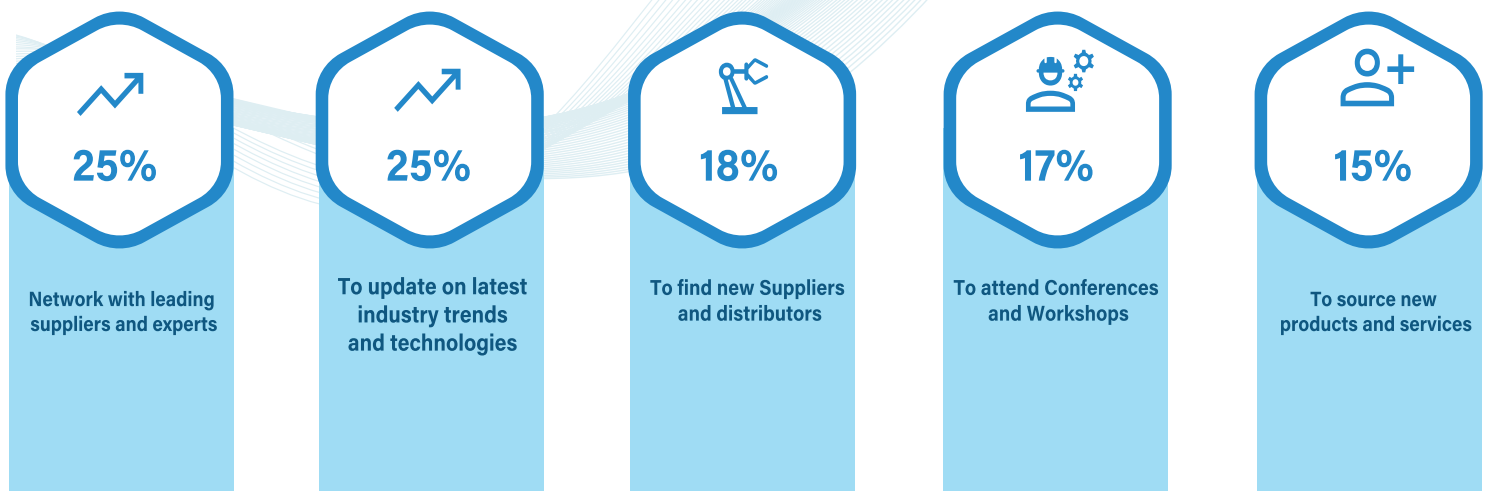 25%
Network with leading
suppliers and experts
25%
To update on latest
industry trends
and technologies
18%
To find new Suppliers
and distributors
17%
To attend Conferences
and Workshops
15%
To source new
products and services